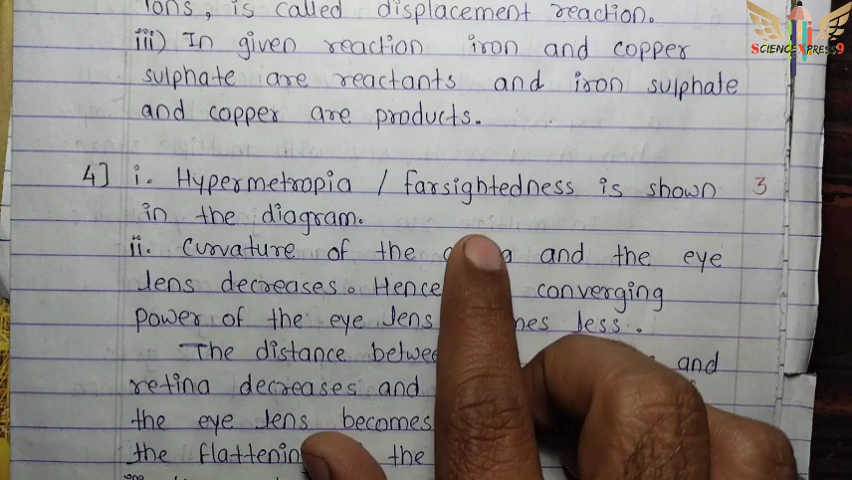 ions, is called displacement reaction.
iii) In given reaction iron and copper
sulphate are reactants and iron sulphate
and copper are products.
4] i. Hypermetropia / farsightedness is shown 3
in the diagram.
ii. Curvature of the and the eye
lens decreases. Hence converging
power of the eye lens less.
The distance and
retina decreases and
the eye lens becomes
the the
SCIENCEXPRESS9